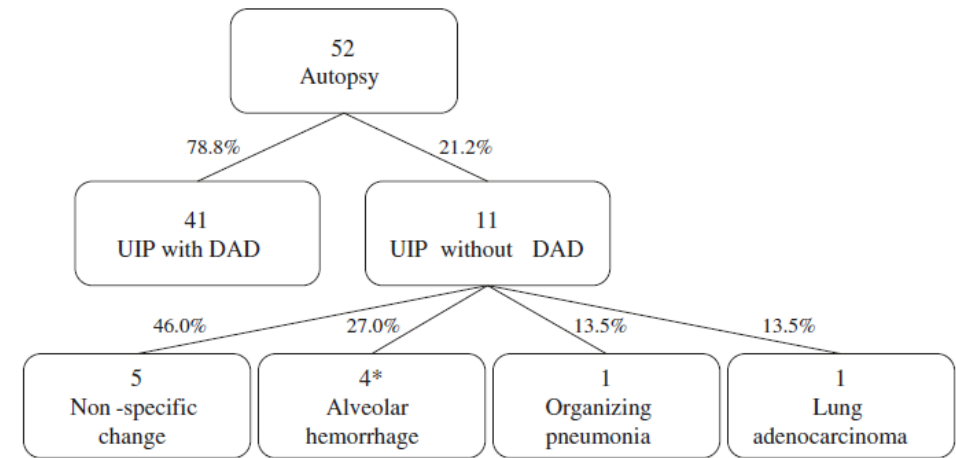 52
Autopsy
78.8%
21.2%
41
UIP with DAD
11
UIP without DAD
46.0%
27.0%
13.5%
13.5%
5
Non -specific
change
4*
Alveolar
hemorrhage
1
Organizing
pneumonia
1
Lung
adenocarcinoma